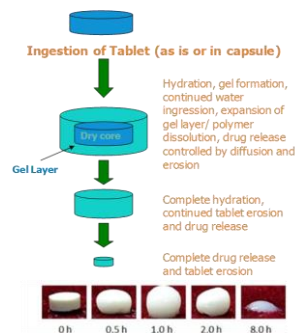 Ingestion of Tablet (as is or in capsule)
Hydration, gel formation,
continued water
ingression, expansion of
gel layer/ polymer
dissolution, drug release
controlled by diffusion and
erosion
Dry core
Gel Layer
Complete hydration,
continued tablet erosion
and drug release
Complete drug release
and tablet erosion
0 h 0.5 h 1.0 h 2.0 h 8.0 h